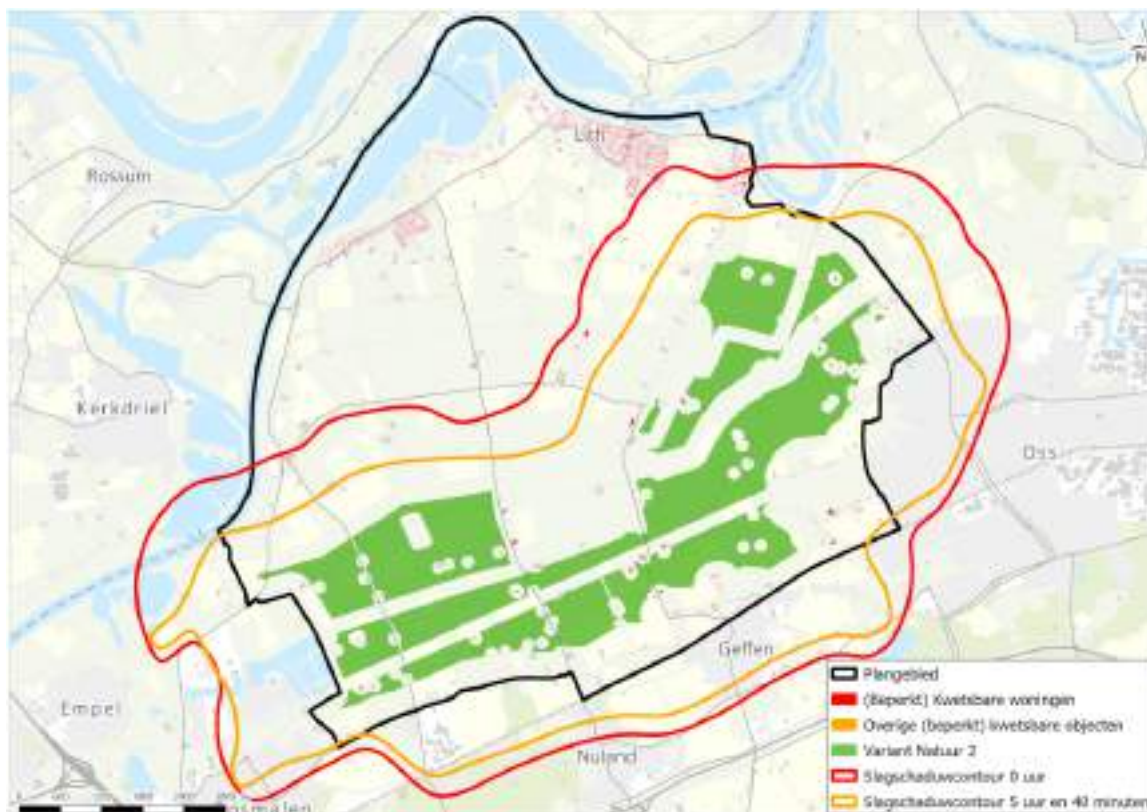 Lith
Rossum
Kerkdriel
Oss
Geffen
Empel
Nuland
Plangebied
(Beperkt) Kwetsbare woningen
Overige (beperkt) kwetsbare objecten
Variant Natuur 2
Slagschaduwcontour 0 uur
Slagschaduwcontour 5 uur en 40 minuten